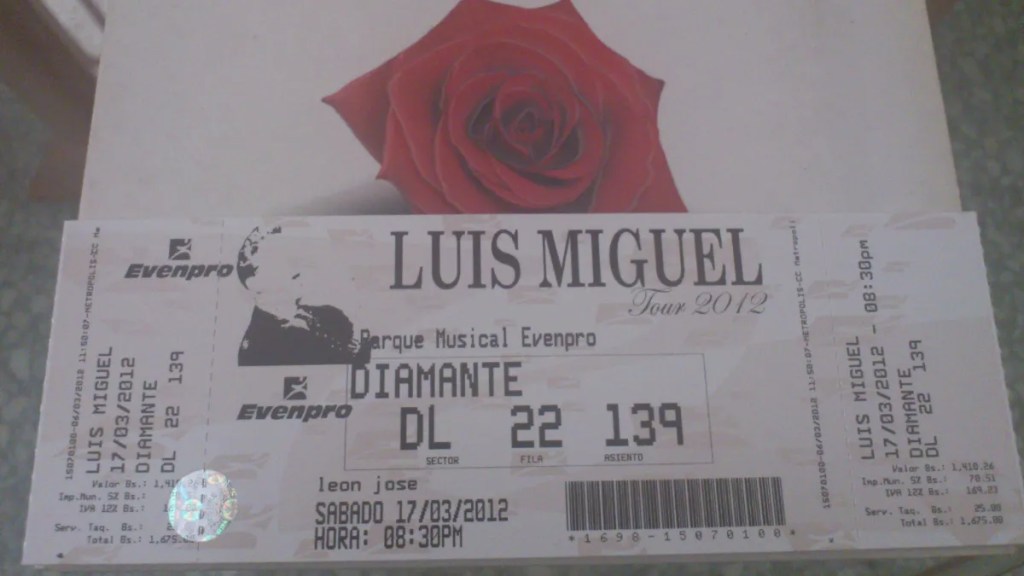 LUIS MIGUEL
Tour 2012
Parque Musical Evenpro
DIAMANTE
DL 22 139
SECTOR FILA ASIENTO
leon jose
SABADO 17/03/2012
HORA: 08:30PM
*1698-15070100*
Evenpro
Evenpro
LUIS MIGUEL
17/03/2012
DIAMANTE
DL 22 139
Valor Bs.:
Imp.Mun. 5% Bs.:
IVA 12% Bs.:
Serv. Taq. Bs.:
Total Bs.: 1,675.
LUIS MIGUEL
17/03/2012 - 08:30pm
DIAMANTE
DL 22 139
Valor Bs.: 1,410.26
Imp.Mun. 5% Bs.: 70.51
IVA 12% Bs.: 169.23
Serv. Taq. Bs.: 25.00
Total Bs.: 1,675.00